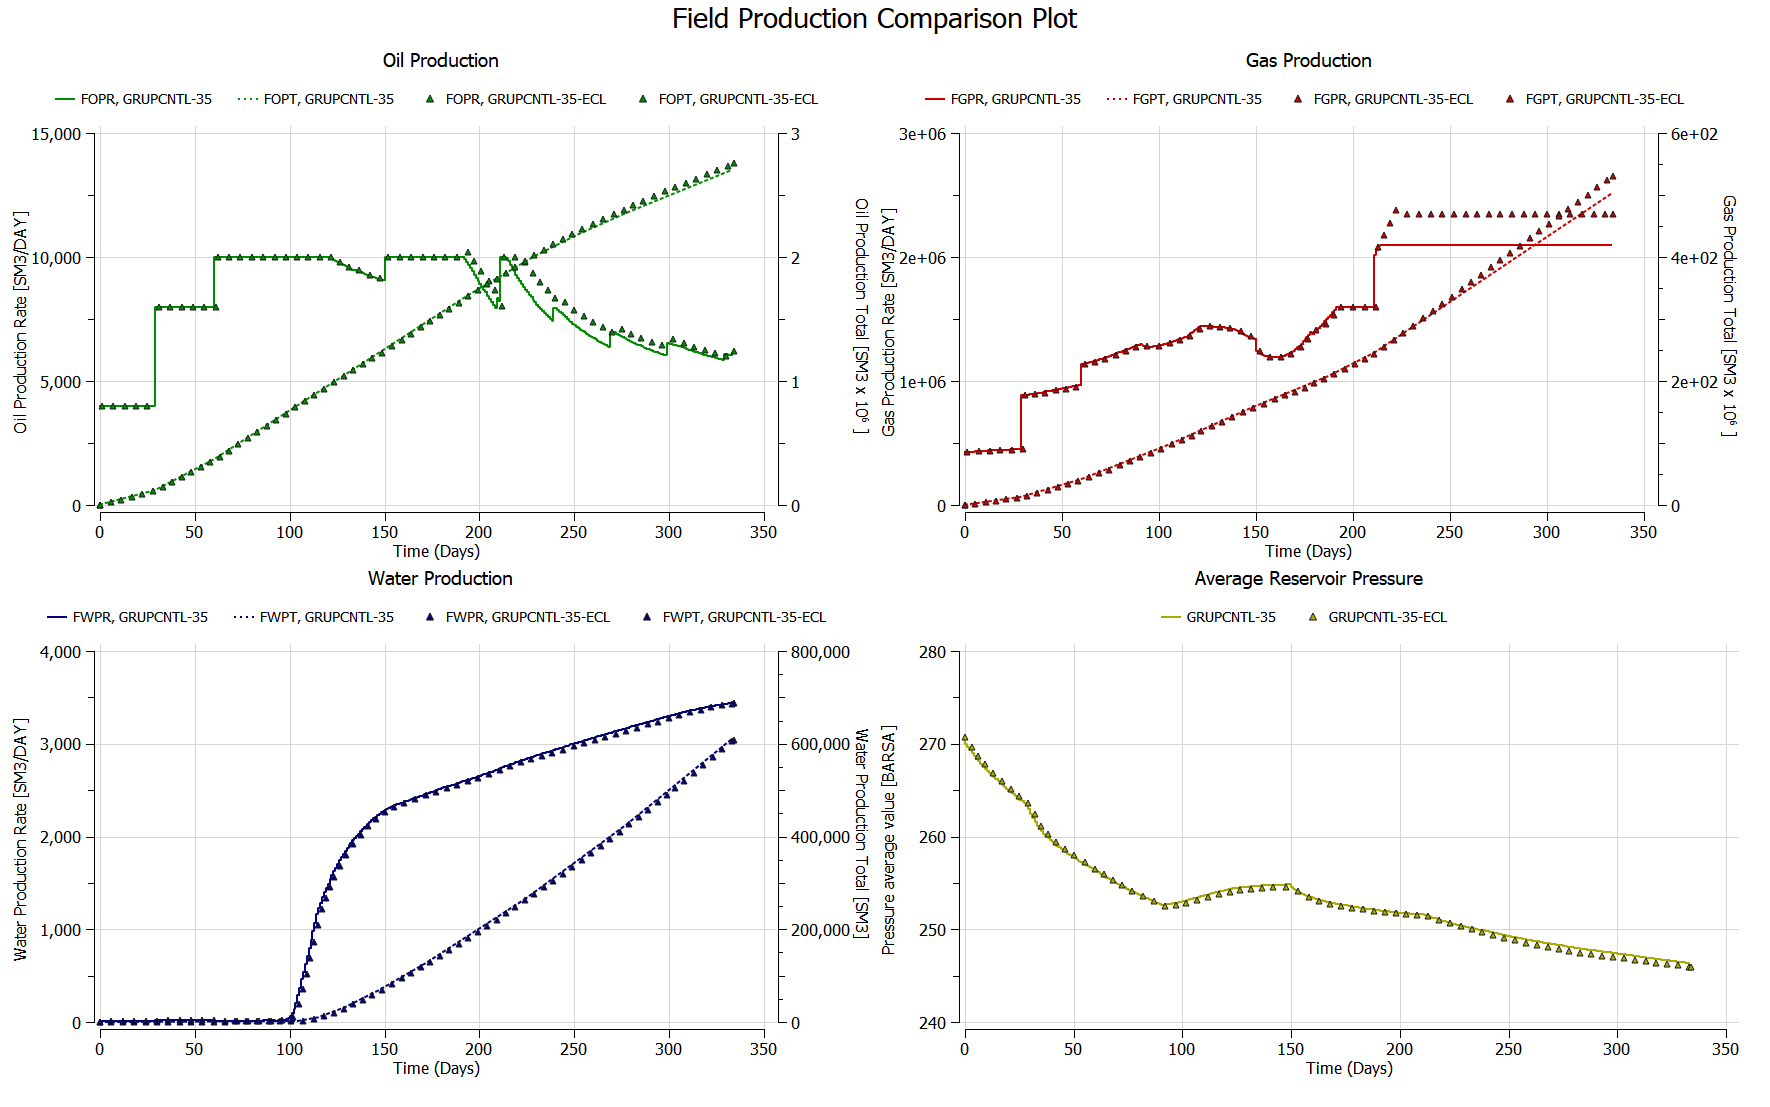 Field Production Comparison Plot
Oil Production
FOPR, GRUPCNTL-35
FOPT, GRUPCNTL-35
FOPR, GRUPCNTL-35-ECL
FOPT, GRUPCNTL-35-ECL
15,000
10,000
5,000
0
3
2
1
0
Oil Production Rate [SM3/DAY]
Oil Production Total [SM3 x 10⁶ ]
0 50 100 150 200 250 300 350
Time (Days)
Gas Production
FGPR, GRUPCNTL-35
FGPT, GRUPCNTL-35
FGPR, GRUPCNTL-35-ECL
FGPT, GRUPCNTL-35-ECL
3e+06
2e+06
1e+06
0
6e+02
4e+02
2e+02
0
Gas Production Rate [SM3/DAY]
Gas Production Total [SM3 x 10⁶ ]
0 50 100 150 200 250 300 350
Time (Days)
Water Production
FWPR, GRUPCNTL-35
FWPT, GRUPCNTL-35
FWPR, GRUPCNTL-35-ECL
FWPT, GRUPCNTL-35-ECL
4,000
3,000
2,000
1,000
0
800,000
600,000
400,000
200,000
0
Water Production Rate [SM3/DAY]
Water Production Total [SM3]
0 50 100 150 200 250 300 350
Time (Days)
Average Reservoir Pressure
GRUPCNTL-35
GRUPCNTL-35-ECL
280
270
260
250
240
Pressure average value [BARSA]
0 50 100 150 200 250 300 350
Time (Days)